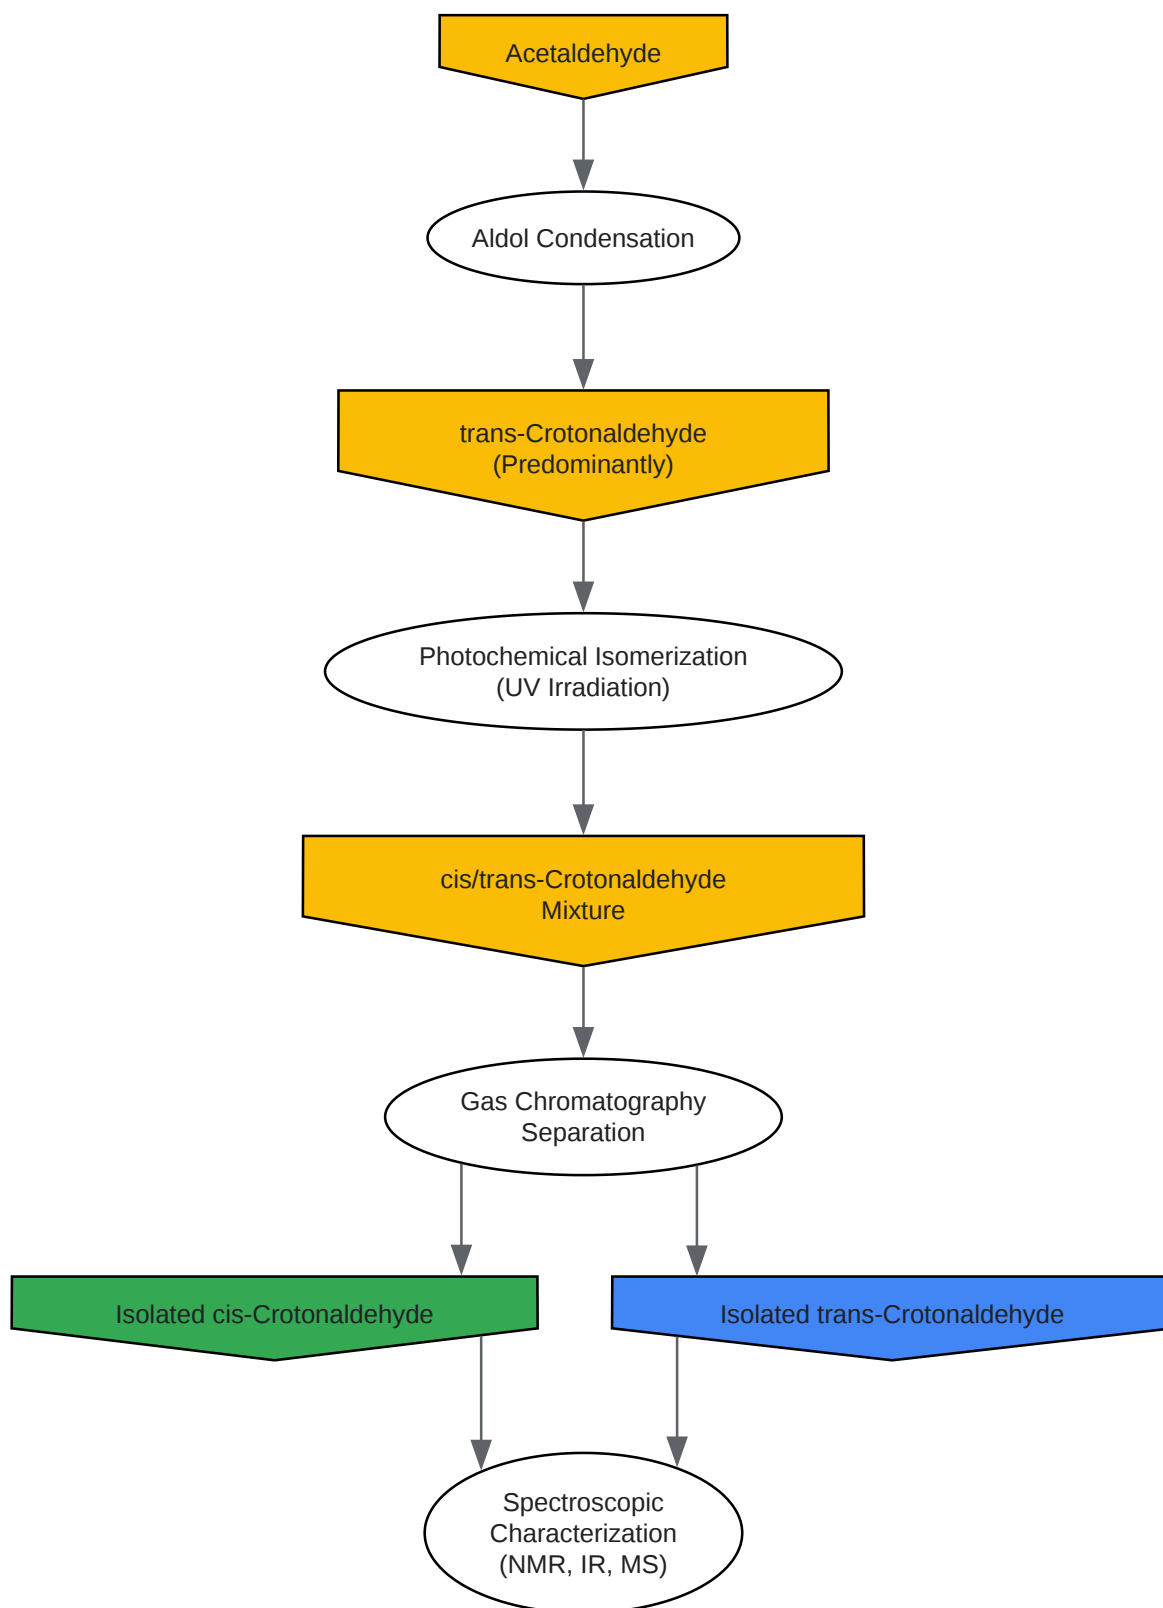 Acetaldehyde
Aldol Condensation
trans-Crotonaldehyde
(Predominantly)
Photochemical Isomerization
(UV Irradiation)
cis/trans-Crotonaldehyde
Mixture
Gas Chromatography
Separation
Isolated cis-Crotonaldehyde
Isolated trans-Crotonaldehyde
Spectroscopic
Characterization
(NMR, IR, MS)